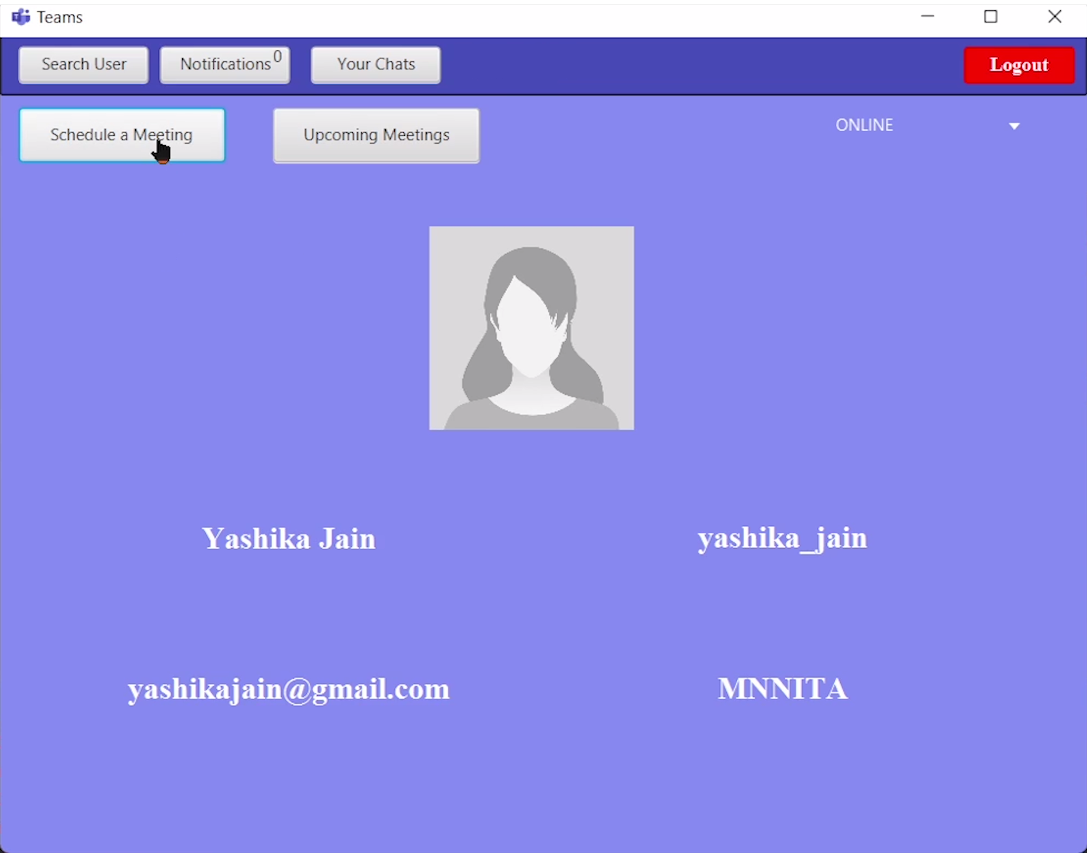 Teams
Search User Notifications 0 Your Chats Logout
Schedule a Meeting Upcoming Meetings ONLINE
Yashika Jain yashika_jain
yashikajain@gmail.com MNNITA